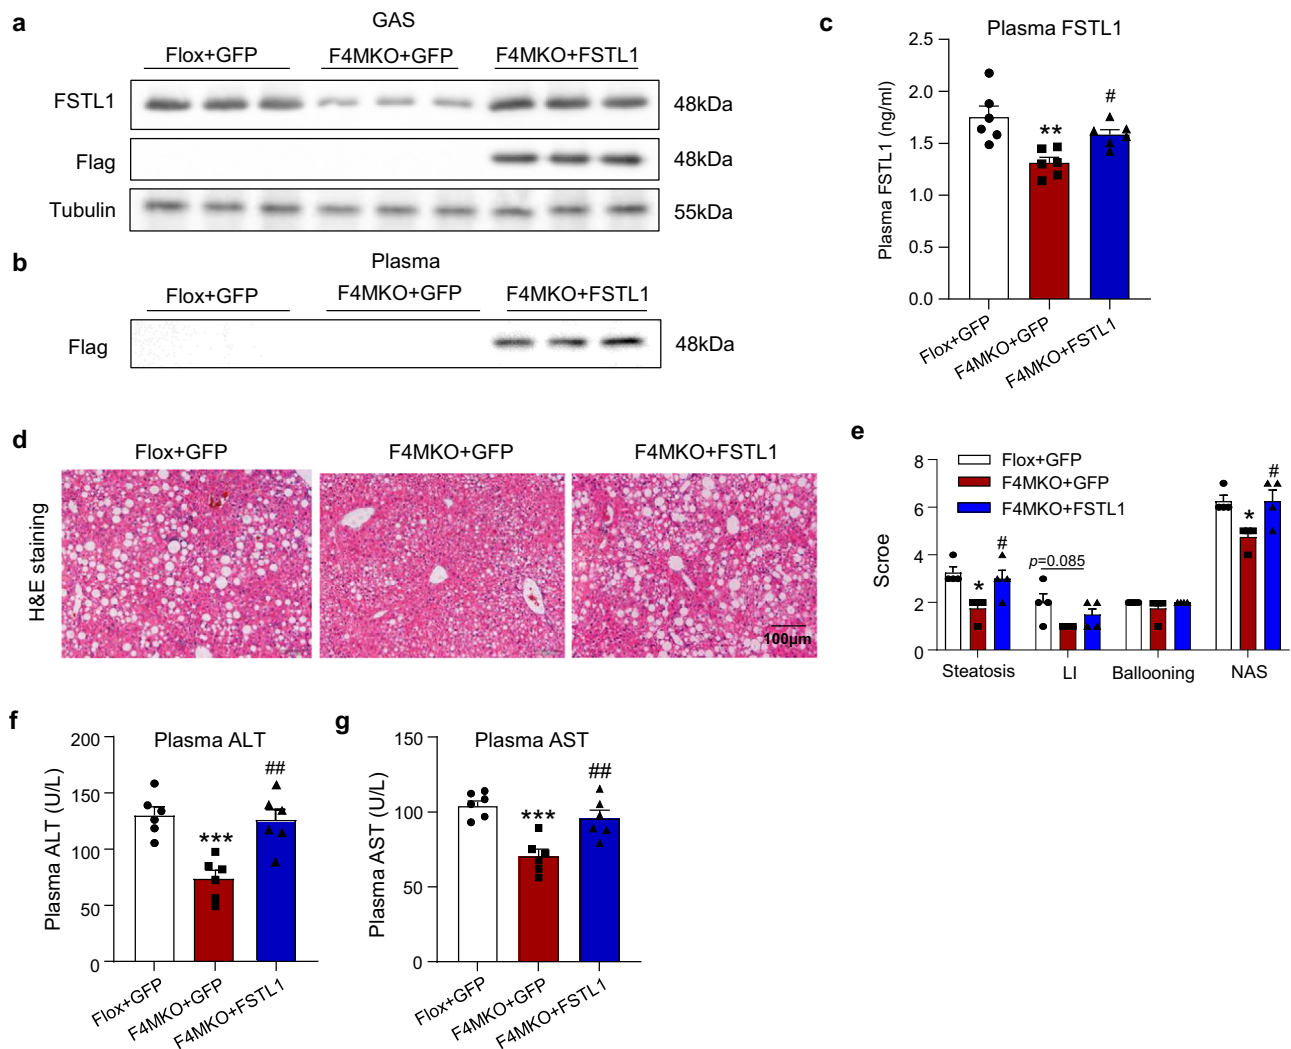 a
GAS
Flox+GFP
F4MKO+GFP
F4MKO+FSTL1
FSTL1
48kDa
Flag
48kDa
Tubulin
55kDa
b
Plasma
Flox+GFP
F4MKO+GFP
F4MKO+FSTL1
Flag
48kDa
c
Plasma FSTL1
Plasma FSTL1 (ng/ml)
2.5
2.0
1.5
1.0
0.5
0.0
**
#
Flox+GFP
F4MKO+GFP
F4MKO+FSTL1
d
Flox+GFP
F4MKO+GFP
F4MKO+FSTL1
H&E staining
100μm
e
Scroe
8
6
4
2
0
Flox+GFP
F4MKO+GFP
F4MKO+FSTL1
*
#
p=0.085
*
#
Steatosis
LI
Ballooning
NAS
f
Plasma ALT
Plasma ALT (U/L)
200
150
100
50
0
***
##
Flox+GFP
F4MKO+GFP
F4MKO+FSTL1
g
Plasma AST
Plasma AST (U/L)
150
100
50
0
***
##
Flox+GFP
F4MKO+GFP
F4MKO+FSTL1